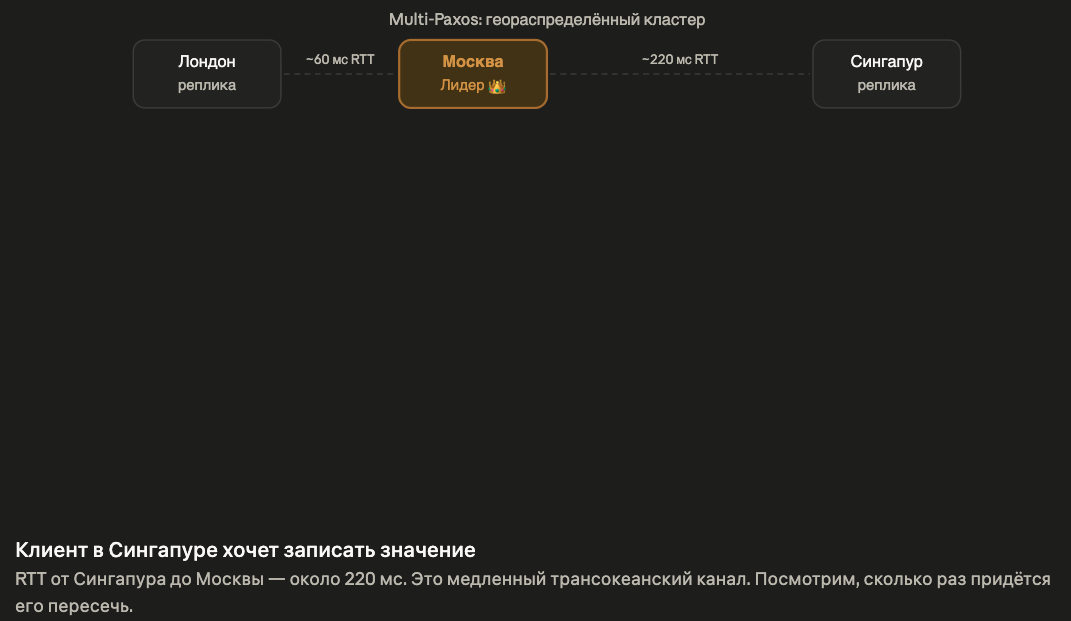 Multi-Paxos: геораспределённый кластер
Лондон
реплика
~60 мс RTT
Москва
Лидер 👑
~220 мс RTT
Сингапур
реплика
Клиент в Сингапуре хочет записать значение
RTT от Сингапура до Москвы — около 220 мс. Это медленный трансокеанский канал. Посмотрим, сколько раз придётся
его пересечь.